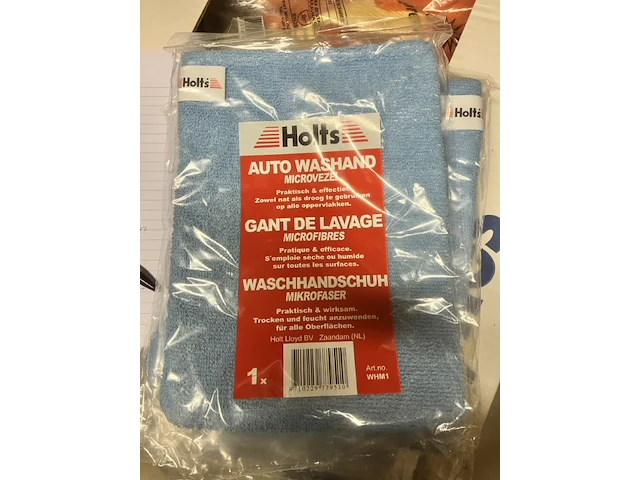 Holts
Holts
Holts
AUTO WASHAND
MICROVEZEL
Praktisch & effectief.
Zowel nat als droog te gebruiken
op alle oppervlakken.
GANT DE LAVAGE
MICROFIBRES
Pratique & efficace.
S'emploie sèche ou humide
sur toutes les surfaces.
WASCHHANDSCHUH
MIKROFASER
Praktisch & wirksam.
Trocken und feucht anzuwenden,
für alle Oberflächen.
Holt Lloyd BV Zaandam (NL)
1x
Art.no.
WHM1